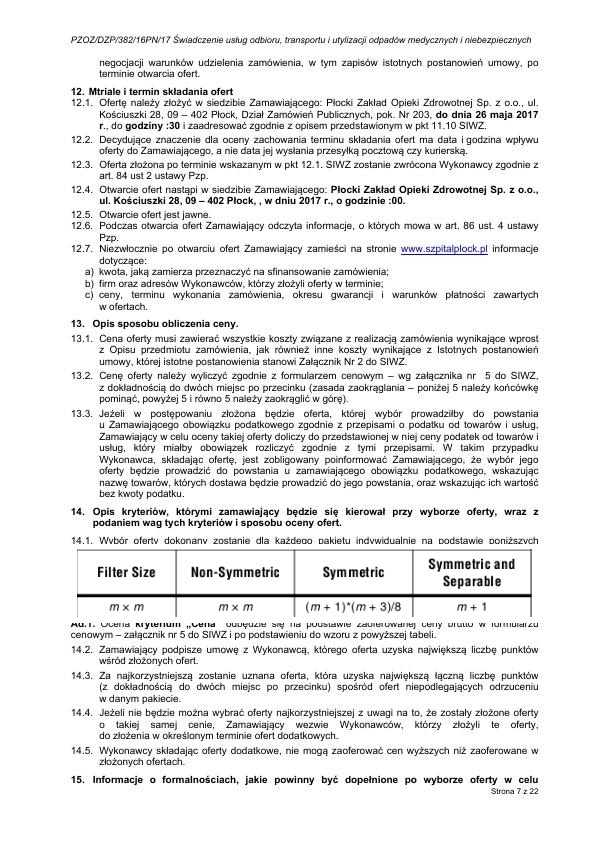 PZOZ/DZP/382/16PN/17 Świadczenie usług odbioru, transportu i utylizacji odpadów medycznych i niebezpiecznych
negocjacji warunków udzielenia zamówienia, w tym zapisów istotnych postanowień umowy, po
terminie otwarcia ofert.
12. Mtriale i termin składania ofert
12.1. Ofertę należy złożyć w siedzibie Zamawiającego: Płocki Zakład Opieki Zdrowotnej Sp. z o.o., ul.
Kościuszki 28, 09 – 402 Płock, Dział Zamówień Publicznych, pok. Nr 203, do dnia 26 maja 2017
r., do godziny :30 i zaadresować zgodnie z opisem przedstawionym w pkt 11.10 SIWZ.
12.2. Decydujące znaczenie dla oceny zachowania terminu składania ofert ma data i godzina wpływu
oferty do Zamawiającego, a nie data jej wysłania przesyłką pocztową czy kurierską.
12.3. Oferta złożona po terminie wskazanym w pkt 12.1. SIWZ zostanie zwrócona Wykonawcy zgodnie z
art. 84 ust 2 ustawy Pzp.
12.4. Otwarcie ofert nastąpi w siedzibie Zamawiającego: Płocki Zakład Opieki Zdrowotnej Sp. z o.o.,
ul. Kościuszki 28, 09 – 402 Płock, , w dniu 2017 r., o godzinie :00.
12.5. Otwarcie ofert jest jawne.
12.6. Podczas otwarcia ofert Zamawiający odczyta informacje, o których mowa w art. 86 ust. 4 ustawy
Pzp.
12.7. Niezwłocznie po otwarciu ofert Zamawiający zamieści na stronie www.szpitalplock.pl informacje
dotyczące:
a) kwota, jaką zamierza przeznaczyć na sfinansowanie zamówienia;
b) firm oraz adresów Wykonawców, którzy złożyli oferty w terminie;
c) ceny, terminu wykonania zamówienia, okresu gwarancji i warunków płatności zawartych
w ofertach.
13. Opis sposobu obliczenia ceny.
13.1. Cena oferty musi zawierać wszystkie koszty związane z realizacją zamówienia wynikające wprost
z Opisu przedmiotu zamówienia, jak również inne koszty wynikające z Istotnych postanowień
umowy, której istotne postanowienia stanowi Załącznik Nr 2 do SIWZ.
13.2. Cenę oferty należy wyliczyć zgodnie z formularzem cenowym – wg załącznika nr 5 do SIWZ,
z dokładnością do dwóch miejsc po przecinku (zasada zaokrąglania – poniżej 5 należy końcówkę
pominąć, powyżej 5 i równo 5 należy zaokrąglić w górę).
13.3. Jeżeli w postępowaniu złożona będzie oferta, której wybór prowadziłby do powstania
u Zamawiającego obowiązku podatkowego zgodnie z przepisami o podatku od towarów i usług,
Zamawiający w celu oceny takiej oferty doliczy do przedstawionej w niej ceny podatek od towarów i
usług, który miałby obowiązek rozliczyć zgodnie z tymi przepisami. W takim przypadku
Wykonawca, składając ofertę, jest zobligowany poinformować Zamawiającego, że wybór jego
oferty będzie prowadzić do powstania u zamawiającego obowiązku podatkowego, wskazując
nazwę towarów, których dostawa będzie prowadzić do jego powstania, oraz wskazując ich wartość
bez kwoty podatku.
14. Opis kryteriów, którymi zamawiający będzie się kierował przy wyborze oferty, wraz z
podaniem wag tych kryteriów i sposobu oceny ofert.
14.1. Wybór oferty dokonany zostanie dla każdego pakietu indywidualnie na podstawie poniższych
Filter Size Non-Symmetric Symmetric Symmetric and Separable
m × m m × m (m + 1)*(m + 3)/8 m + 1
Ad.1. Ocena kryterium „Cena" odbędzie się na podstawie zaoferowanej ceny brutto w formularzu
cenowym – załącznik nr 5 do SIWZ i po podstawieniu do wzoru z powyższej tabeli.
14.2. Zamawiający podpisze umowę z Wykonawcą, którego oferta uzyska największą liczbę punktów
wśród złożonych ofert.
14.3. Za najkorzystniejszą zostanie uznana oferta, która uzyska największą łączną liczbę punktów
(z dokładnością do dwóch miejsc po przecinku) spośród ofert niepodlegających odrzuceniu
w danym pakiecie.
14.4. Jeżeli nie będzie można wybrać oferty najkorzystniejszej z uwagi na to, że zostały złożone oferty
o takiej samej cenie, Zamawiający wezwie Wykonawców, którzy złożyli te oferty,
do złożenia w określonym terminie ofert dodatkowych.
14.5. Wykonawcy składając oferty dodatkowe, nie mogą zaoferować cen wyższych niż zaoferowane w
złożonych ofertach.
15. Informacje o formalnościach, jakie powinny być dopełnione po wyborze oferty w celu
Strona 7 z 22